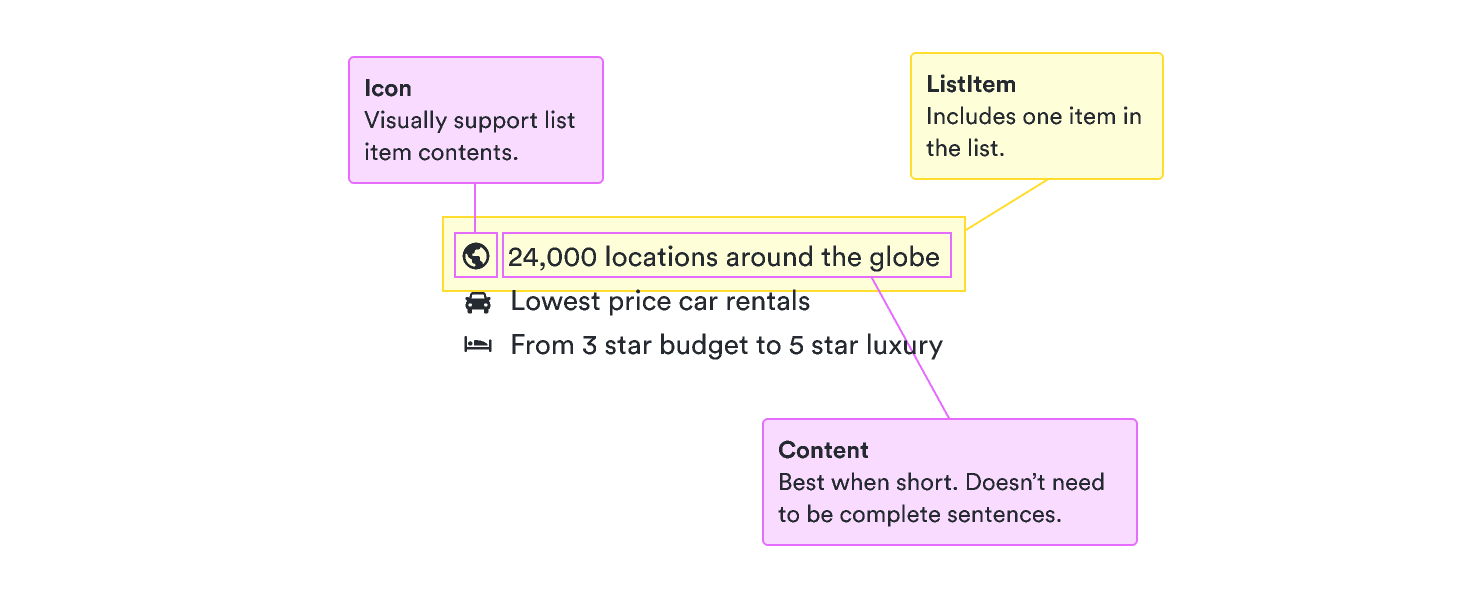 Icon
Visually support list
item contents.
ListItem
Includes one item in
the list.
24,000 locations around the globe
Lowest price car rentals
From 3 star budget to 5 star luxury
Content
Best when short. Doesn’t need
to be complete sentences.